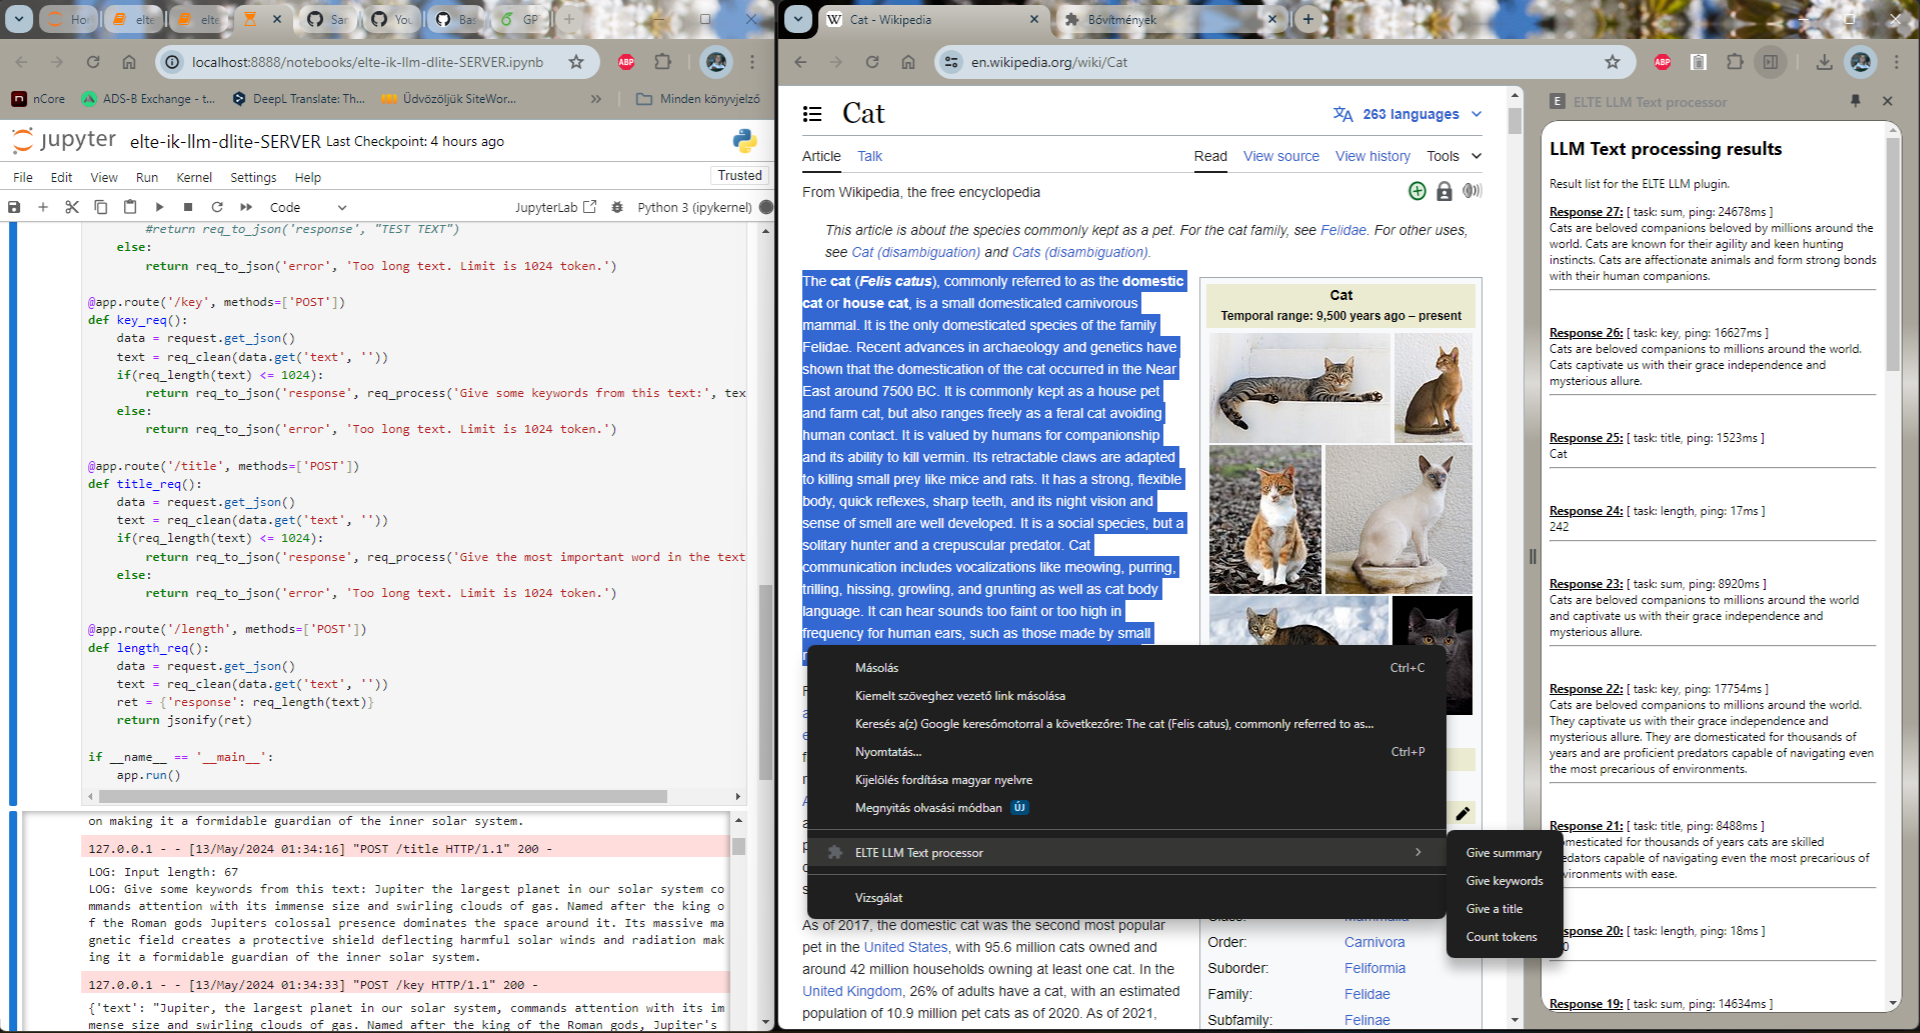 Hor
elte
elte
Sar
You
Bas
GP
localhost:8888/notebooks/elte-ik-llm-dlite-SERVER.ipynb
ABP
nCore
ADS-B Exchange - t...
DeepL Translate: Th...
Üdvözöljük SiteWor...
Minden könyvjelző
jupyter
elte-ik-llm-dlite-SERVER Last Checkpoint: 4 hours ago
File Edit View Run Kernel Settings Help
Trusted
Code
JupyterLab
Python 3 (ipykernel)
#return req_to_json('response', "TEST TEXT")
else:
return req_to_json('error', 'Too long text. Limit is 1024 token.')
@app.route('/key', methods=['POST'])
def key_req():
data = request.get_json()
text = req_clean(data.get('text', ''))
if(req_length(text) <= 1024):
return req_to_json('response', req_process('Give some keywords from this text:', tex
else:
return req_to_json('error', 'Too long text. Limit is 1024 token.')
@app.route('/title', methods=['POST'])
def title_req():
data = request.get_json()
text = req_clean(data.get('text', ''))
if(req_length(text) <= 1024):
return req_to_json('response', req_process('Give the most important word in the text
else:
return req_to_json('error', 'Too long text. Limit is 1024 token.')
@app.route('/length', methods=['POST'])
def length_req():
data = request.get_json()
text = req_clean(data.get('text', ''))
ret = {'response': req_length(text)}
return jsonify(ret)
if __name__ == '__main__':
app.run()
on making it a formidable guardian of the inner solar system.
127.0.0.1 - - [13/May/2024 01:34:16] "POST /title HTTP/1.1" 200 -
LOG: Input length: 67
LOG: Give some keywords from this text: Jupiter the largest planet in our solar system co
mmands attention with its immense size and swirling clouds of gas. Named after the king o
f the Roman gods Jupiters colossal presence dominates the space around it. Its massive ma
gnetic field creates a protective shield deflecting harmful solar winds and radiation mak
ing it a formidable guardian of the inner solar system.
127.0.0.1 - - [13/May/2024 01:34:33] "POST /key HTTP/1.1" 200 -
{'text': "Jupiter, the largest planet in our solar system, commands attention with its im
mense size and swirling clouds of gas. Named after the king of the Roman gods, Jupiter's
W Cat - Wikipedia
Bővítmények
en.wikipedia.org/wiki/Cat
ABP
Cat
263 languages
Article Talk
Read View source View history Tools
From Wikipedia, the free encyclopedia
This article is about the species commonly kept as a pet. For the cat family, see Felidae. For other uses,
see Cat (disambiguation) and Cats (disambiguation).
The cat (Felis catus), commonly referred to as the domestic
cat or house cat, is a small domesticated carnivorous
mammal. It is the only domesticated species of the family
Felidae. Recent advances in archaeology and genetics have
shown that the domestication of the cat occurred in the Near
East around 7500 BC. It is commonly kept as a house pet
and farm cat, but also ranges freely as a feral cat avoiding
human contact. It is valued by humans for companionship
and its ability to kill vermin. Its retractable claws are adapted
to killing small prey like mice and rats. It has a strong, flexible
body, quick reflexes, sharp teeth, and its night vision and
sense of smell are well developed. It is a social species, but a
solitary hunter and a crepuscular predator. Cat
communication includes vocalizations like meowing, purring,
trilling, hissing, growling, and grunting as well as cat body
language. It can hear sounds too faint or too high in
frequency for human ears, such as those made by small
Cat
Temporal range: 9,500 years ago – present
Másolás Ctrl+C
Kiemelt szöveghez vezető link másolása
Keresés a(z) Google keresőmotorral a következőre: The cat (Felis catus), commonly referred to as...
Nyomtatás... Ctrl+P
Kijelölés fordítása magyar nyelvre
Megnyitás olvasási módban ÚJ
ELTE LLM Text processor
Vizsgálat
Give summary
Give keywords
Give a title
Count tokens
As of 2017, the domestic cat was the second most popular
pet in the United States, with 95.6 million cats owned and
around 42 million households owning at least one cat. In the
United Kingdom, 26% of adults have a cat, with an estimated
population of 10.9 million pet cats as of 2020. As of 2021,
Class: Mammalia
Order: Carnivora
Suborder: Feliformia
Family: Felidae
Subfamily: Felinae
E ELTE LLM Text processor
LLM Text processing results
Result list for the ELTE LLM plugin.
Response 27: [ task: sum, ping: 24678ms ]
Cats are beloved companions beloved by millions around the
world. Cats are known for their agility and keen hunting
instincts. Cats are affectionate animals and form strong bonds
with their human companions.
Response 26: [ task: key, ping: 16627ms ]
Cats are beloved companions to millions around the world.
Cats captivate us with their grace independence and
mysterious allure.
Response 25: [ task: title, ping: 1523ms ]
Cat
Response 24: [ task: length, ping: 17ms ]
242
Response 23: [ task: sum, ping: 8920ms ]
Cats are beloved companions to millions around the world
and captivate us with their grace independence and
mysterious allure.
Response 22: [ task: key, ping: 17754ms ]
Cats are beloved companions to millions around the world.
They captivate us with their grace independence and
mysterious allure. They are domesticated for thousands of
years and are proficient predators capable of navigating even
the most precarious of environments.
Response 21: [ task: title, ping: 8488ms ]
omesticated for thousands of years cats are skilled
edators capable of navigating even the most precarious of
vironments with ease.
sponse 20: [ task: length, ping: 18ms ]
0
Response 19: [ task: sum, ping: 14634ms ]